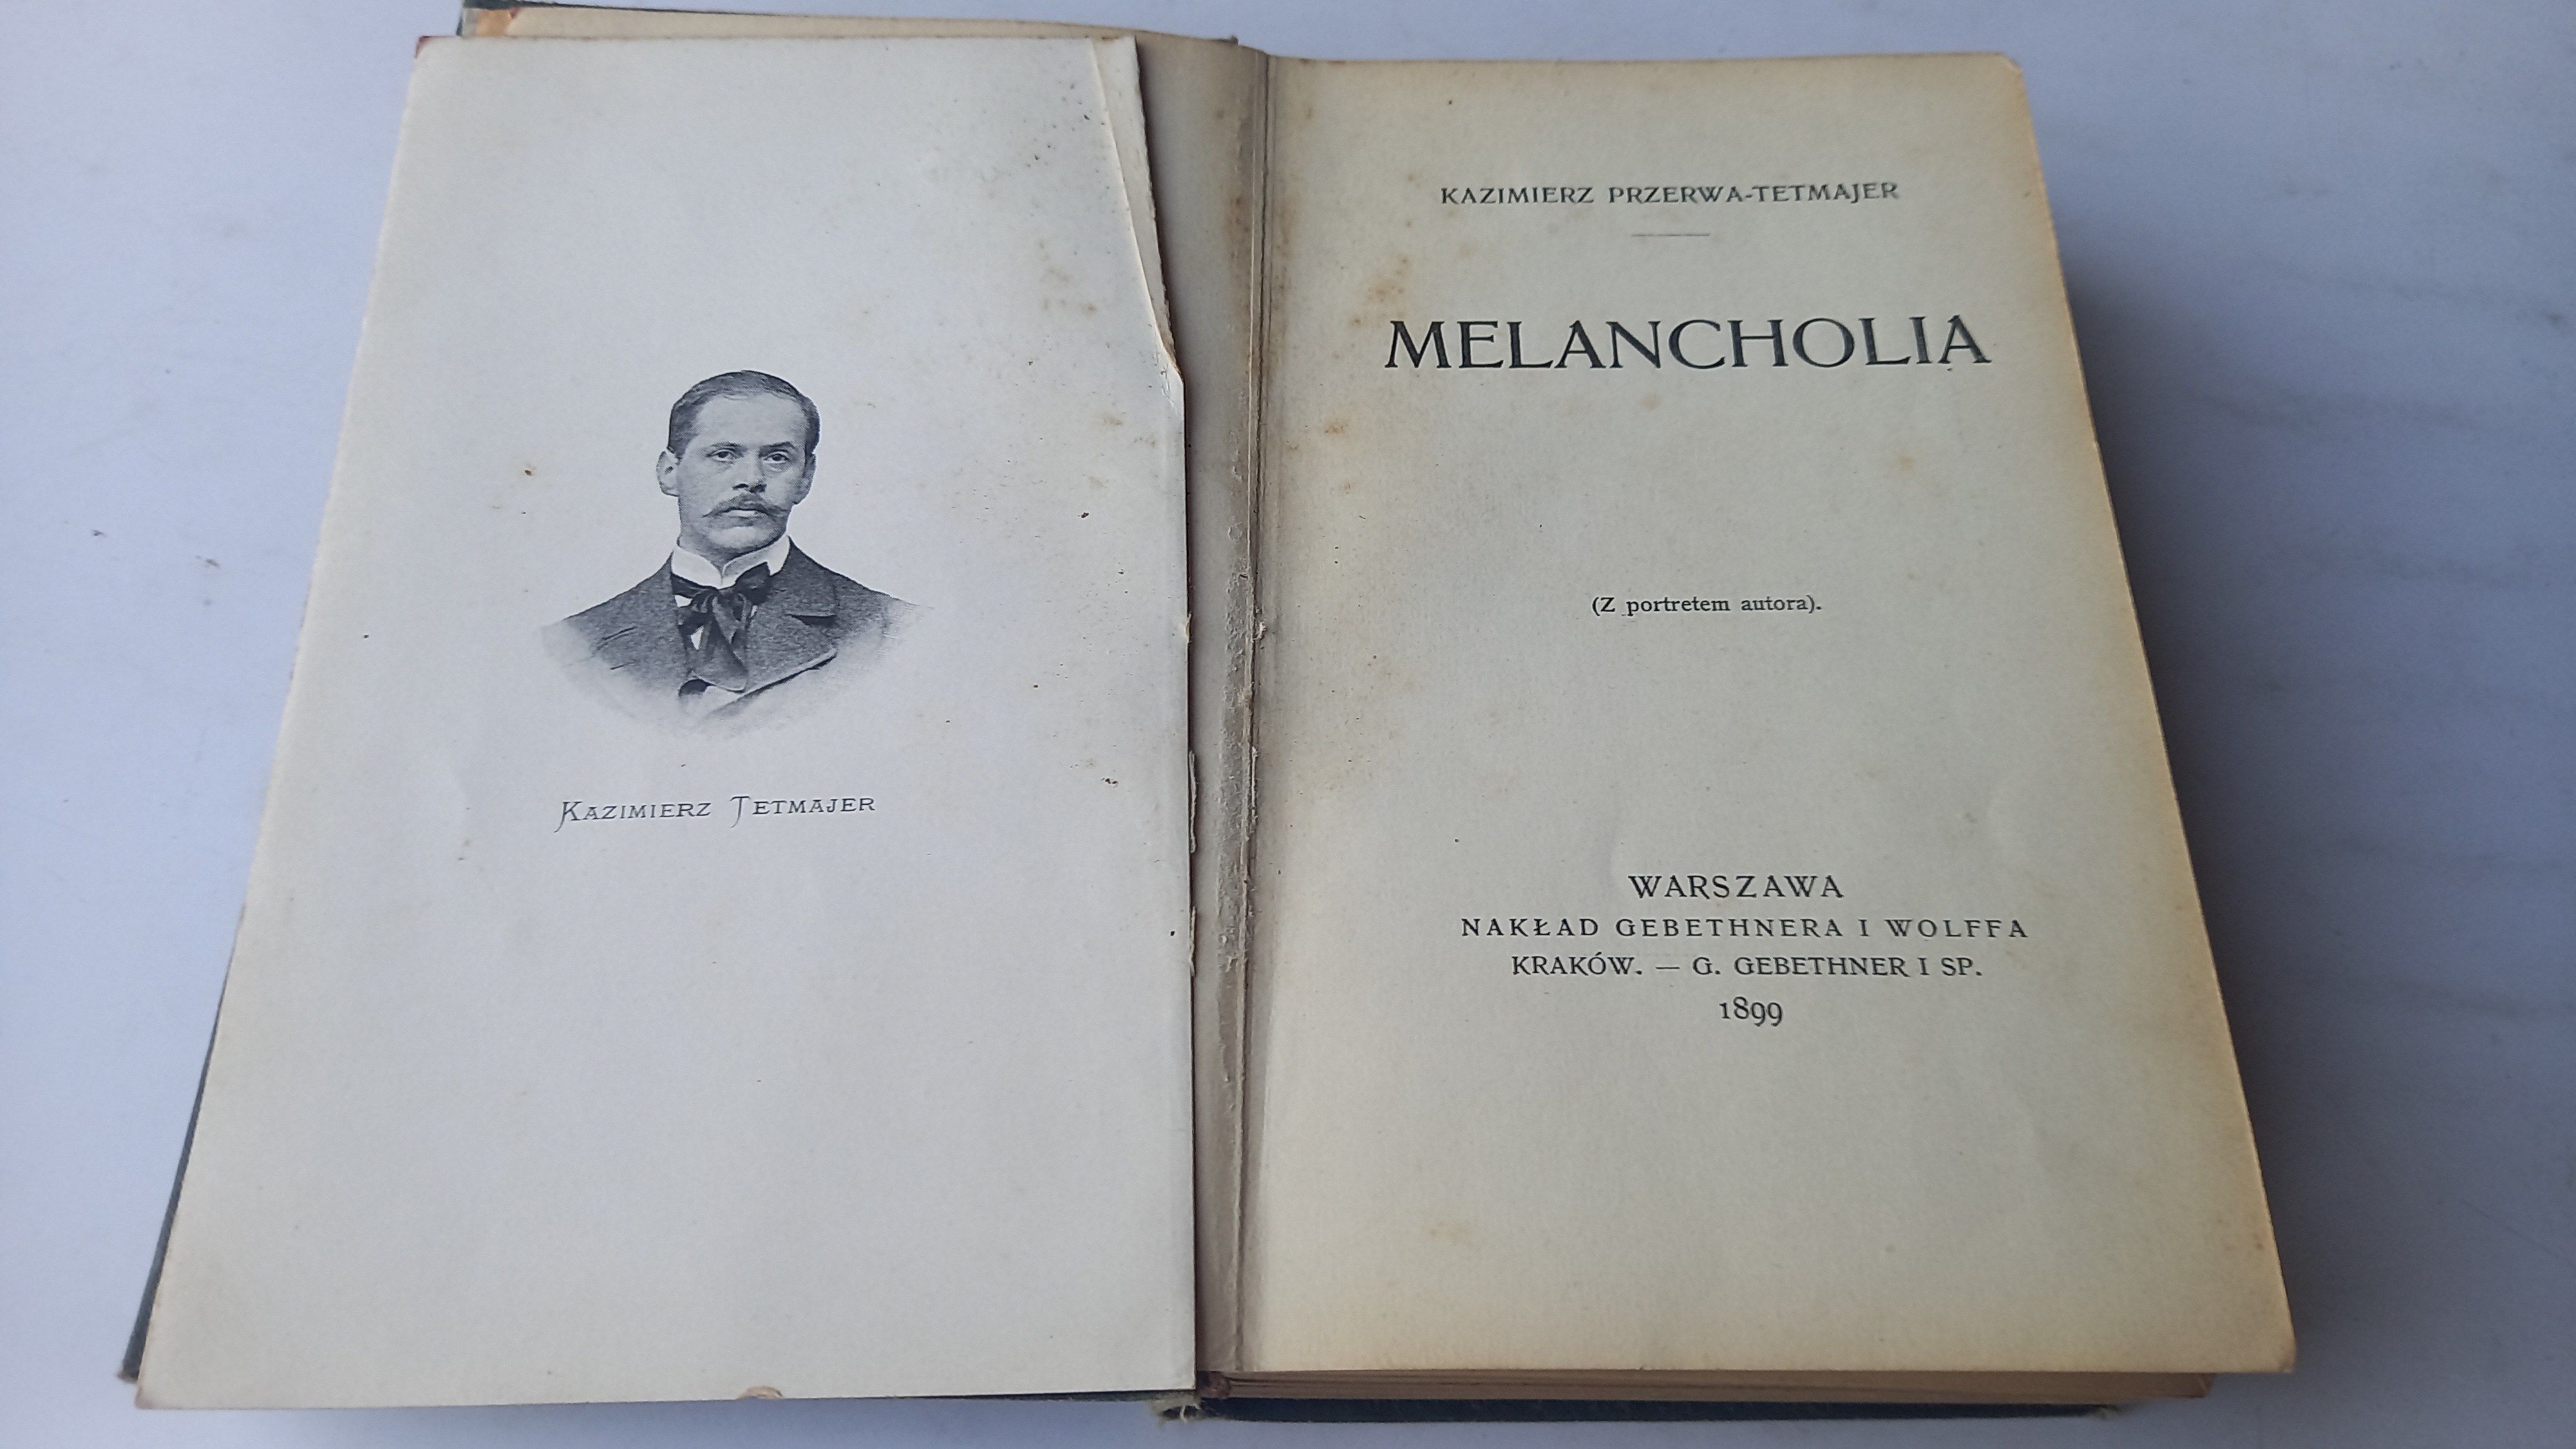 KAZIMIERZ TETMAJER
KAZIMIERZ PRZERWA-TETMAJER
MELANCHOLIA
(Z portretem autora).
WARSZAWA
NAKŁAD GEBETHNERA I WOLFFA
KRAKÓW. — G. GEBETHNER I SP.
1899